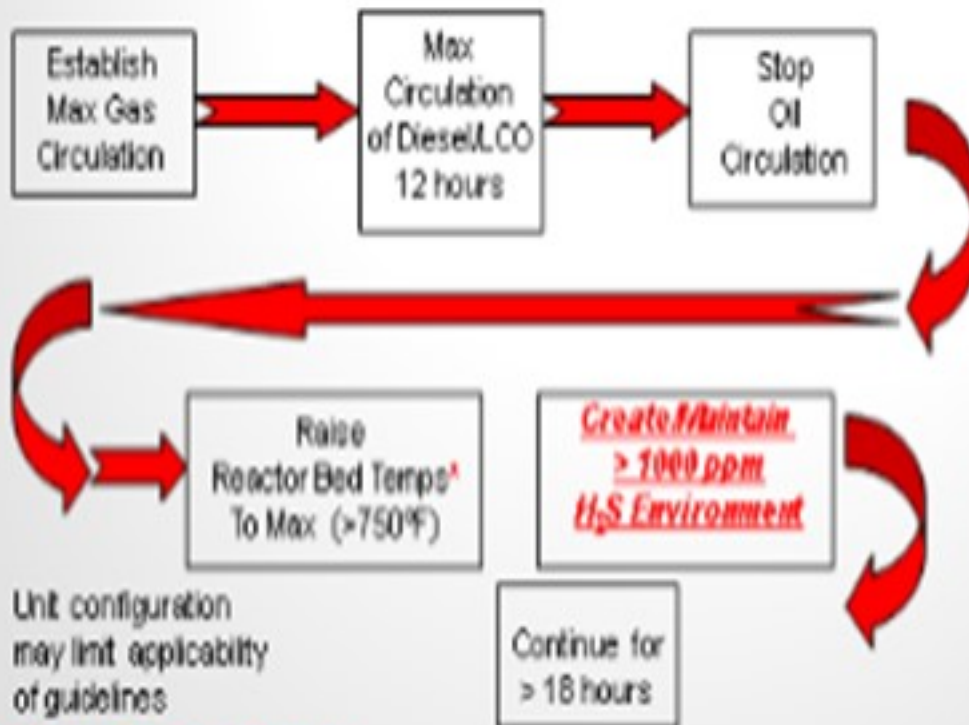 Establish
Max Gas
Circulation
Max
Circulation
of Diesel/LCO
12 hours
Stop
Oil
Circulation
Raise
Reactor Bed Temps*
To Max (>750ºF)
Create/Maintain
> 1000 ppm
H₂S Environment
Unit configuration
may limit applicability
of guidelines
Continue for
> 18 hours